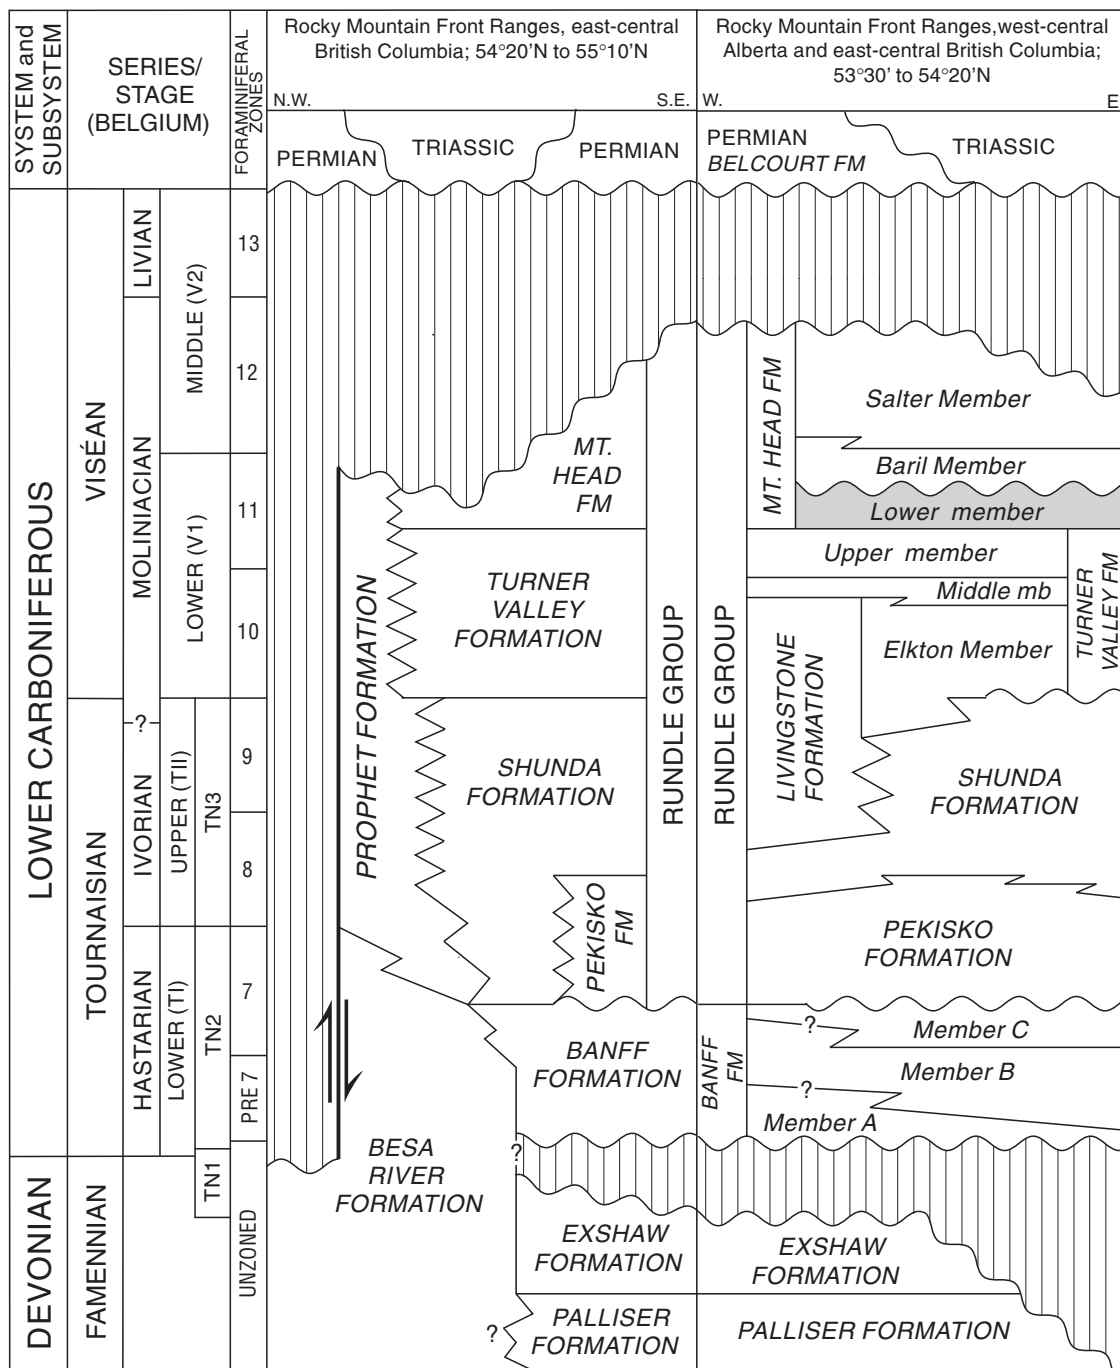 SYSTEM and
SUBSYSTEM
SERIES/
STAGE
(BELGIUM)
FORAMINIFERAL
ZONES
Rocky Mountain Front Ranges, east-central
British Columbia; 54°20'N to 55°10'N
N.W.
S.E.
Rocky Mountain Front Ranges,west-central
Alberta and east-central British Columbia;
53°30' to 54°20'N
W.
E
PERMIAN
TRIASSIC
PERMIAN
PERMIAN
BELCOURT FM
TRIASSIC
LOWER CARBONIFEROUS
DEVONIAN
VISÉAN
TOURNAISIAN
FAMENNIAN
LIVIAN
MOLINIACIAN
?
IVORIAN
HASTARIAN
MIDDLE (V2)
LOWER (V1)
UPPER (TII)
LOWER (TI)
TN3
TN2
TN1
13
12
11
10
9
8
7
PRE 7
UNZONED
PROPHET FORMATION
MT.
HEAD
FM
TURNER
VALLEY
FORMATION
SHUNDA
FORMATION
PEKISKO
FM
BANFF
FORMATION
BESA
RIVER
FORMATION
?
EXSHAW
FORMATION
?
PALLISER
FORMATION
RUNDLE GROUP
RUNDLE GROUP
BANFF
FM
MT. HEAD FM
Salter Member
Baril Member
Lower member
Upper member
Middle mb
Elkton Member
TURNER
VALLEY FM
LIVINGSTONE
FORMATION
SHUNDA
FORMATION
PEKISKO
FORMATION
?
Member C
Member B
?
Member A
EXSHAW
FORMATION
PALLISER FORMATION